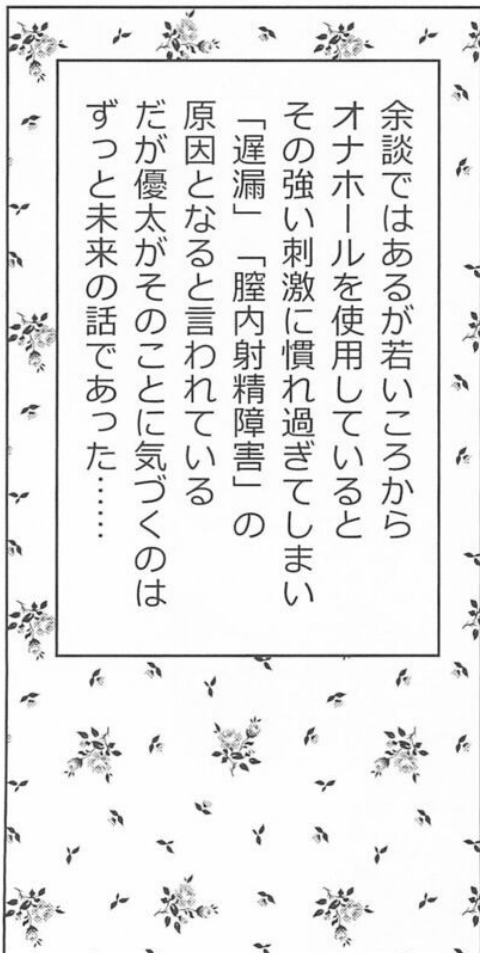 余談ではあるが若いころから
オナホールを使用していると
その強い刺激に慣れ過ぎてしまい
「遅漏」「膣内射精障害」の
原因となると言われている
だが優太がそのことに気づくのは
ずっと未来の話であった……